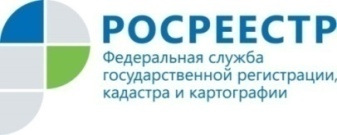 РОСРЕЕСТР
Федеральная служба
государственной регистрации,
кадастра и картографии